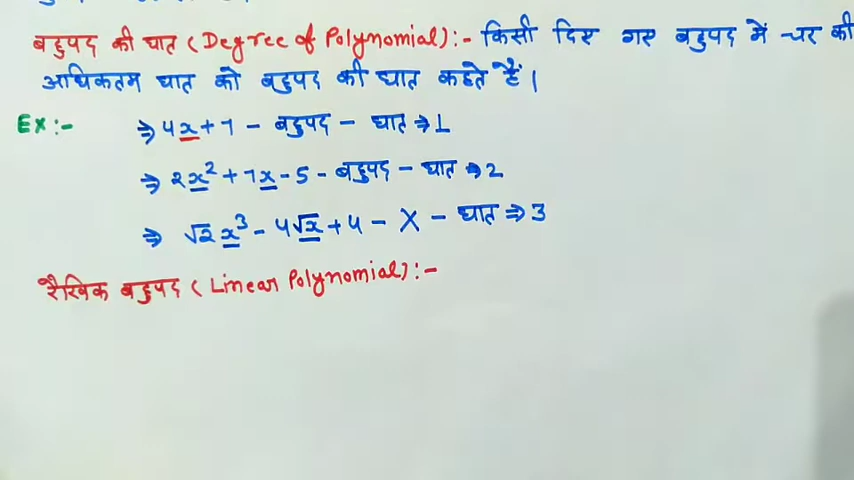 बहुपद की घात (Degree of Polynomial) :- किसी दिए गए बहुपद में चर की
अधिकतम घात को बहुपद की घात कहते हैं।
Ex:- ⇒ 4x + 7 - बहुपद - घात ⇒ 1
⇒ 2x² + 7x - 5 - बहुपद - घात ⇒ 2
⇒ √2 x³ - 4√x + 4 - X - घात ⇒ 3
रैखिक बहुपद (Linear Polynomial) :-